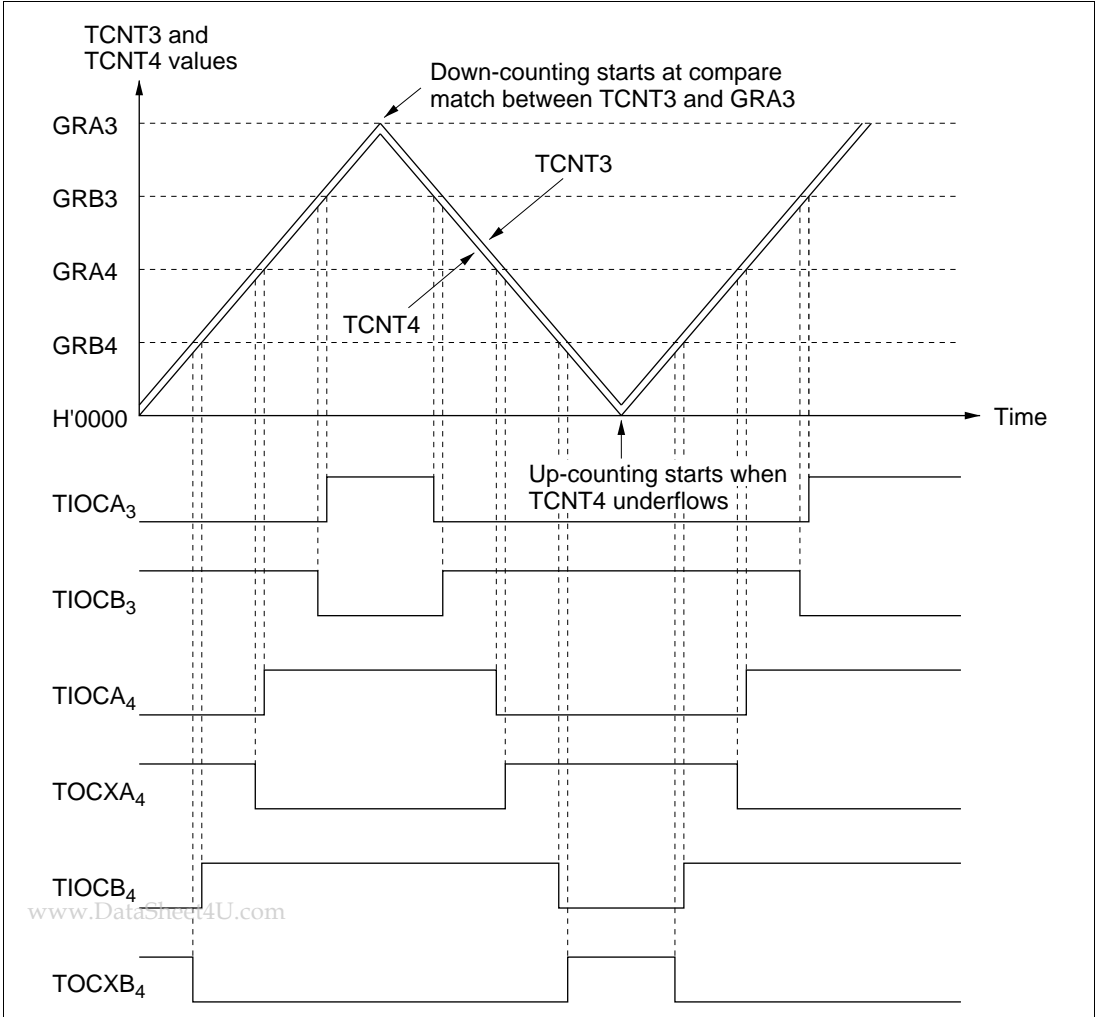 TCNT3 and
TCNT4 values
Down-counting starts at compare
match between TCNT3 and GRA3
GRA3
TCNT3
GRB3
GRA4
TCNT4
GRB4
H'0000
Time
Up-counting starts when
TCNT4 underflows
TIOCA3
TIOCB3
TIOCA4
TOCXA4
TIOCB4
www.DataSheet4U.com
TOCXB4